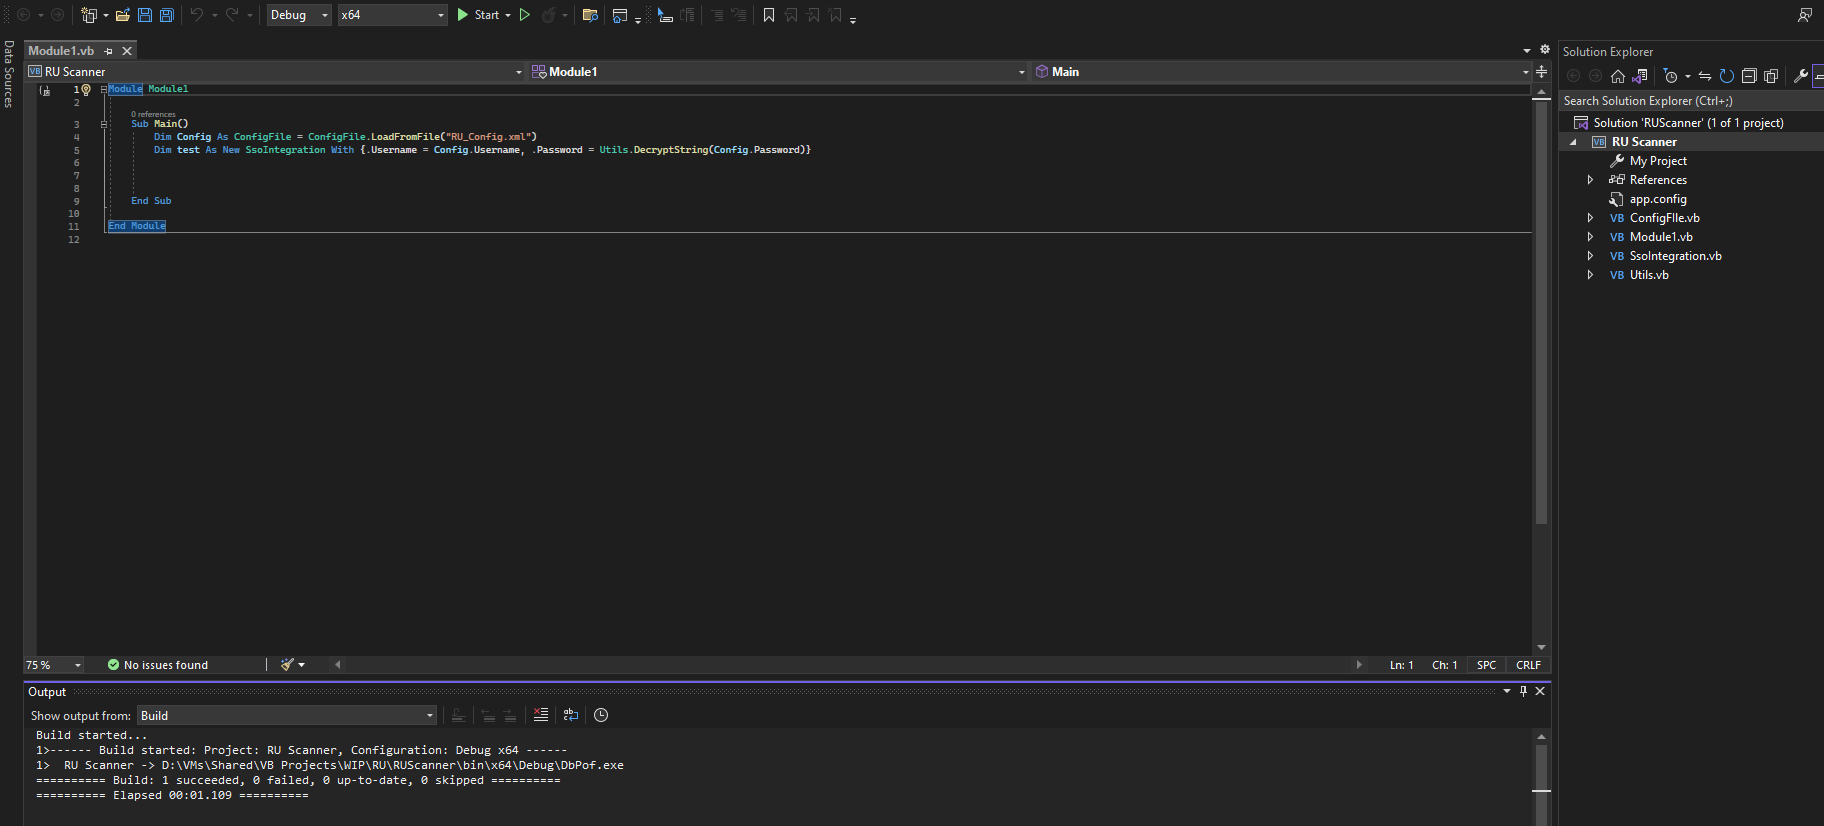 Debug
x64
Start
Data Sources
Module1.vb
RU Scanner
Module1
Main
1 Module Module1
2
0 references
3 Sub Main()
4 Dim Config As ConfigFile = ConfigFile.LoadFromFile("RU_Config.xml")
5 Dim test As New SsoIntegration With {.Username = Config.Username, .Password = Utils.DecryptString(Config.Password)}
6
7
8
9 End Sub
10
11 End Module
12
75 %
No issues found
Ln: 1 Ch: 1 SPC CRLF
Output
Show output from: Build
Build started...
1>------ Build started: Project: RU Scanner, Configuration: Debug x64 ------
1>  RU Scanner -> D:\VMs\Shared\VB Projects\WIP\RU\RUScanner\bin\x64\Debug\DbPof.exe
========== Build: 1 succeeded, 0 failed, 0 up-to-date, 0 skipped ==========
========== Elapsed 00:01.109 ==========
Solution Explorer
Search Solution Explorer (Ctrl+;)
Solution 'RUScanner' (1 of 1 project)
VB RU Scanner
My Project
References
app.config
VB ConfigFIle.vb
VB Module1.vb
VB SsoIntegration.vb
VB Utils.vb